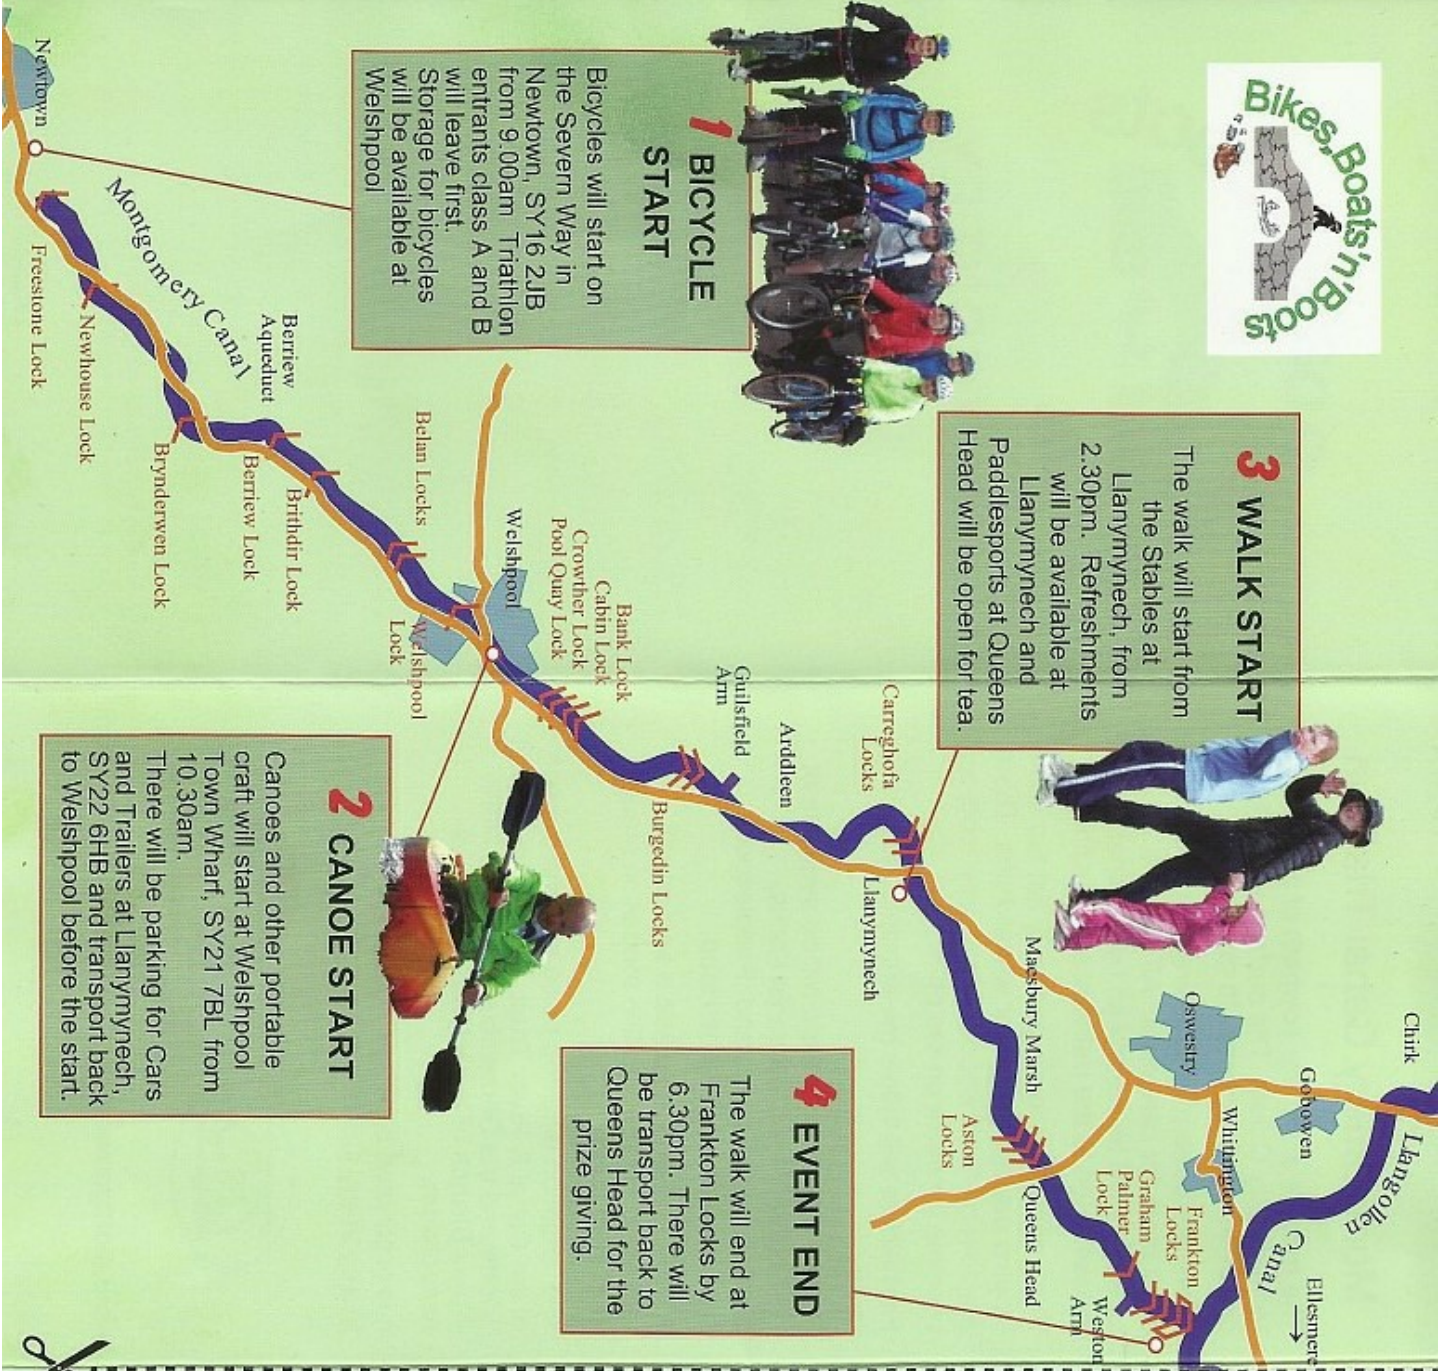 Bikes, Boats 'n' Boots
1 BICYCLE
START
Bicycles will start on
the Severn Way in
Newtown, SY16 2JB
from 9.00am Triathlon
entrants class A and B
will leave first.
Storage for bicycles
will be available at
Welshpool
3 WALK START
The walk will start from
the Stables at
Llanymynech, from
2.30pm. Refreshments
will be available at
Llanymynech and
Paddlesports at Queens
Head will be open for tea.
2 CANOE START
Canoes and other portable
craft will start at Welshpool
Town Wharf, SY21 7BL from
10.30am.
There will be parking for Cars
and Trailers at Llanymynech,
SY22 6HB and transport back
to Welshpool before the start.
4 EVENT END
The walk will end at
Frankton Locks by
6.30pm. There will
be transport back to
Queens Head for the
prize giving.
Newtown
Montgomery Canal
Freestone Lock
Newhouse Lock
Brynderwen Lock
Berriew
Aqueduct
Berriew Lock
Brithdir Lock
Belan Locks
Welshpool
Welshpool
Lock
Bank Lock
Cabin Lock
Crowther Lock
Pool Quay Lock
Guilsfield
Arm
Burgedin Locks
Arddleen
Carreghofa
Locks
Llanymynech
Maesbury Marsh
Aston
Locks
Queens Head
Oswestry
Gobowen
Whittington
Chirk
Llangollen
Canal
Graham
Palmer
Lock
Frankton
Locks
Weston
Arm
Ellesmere